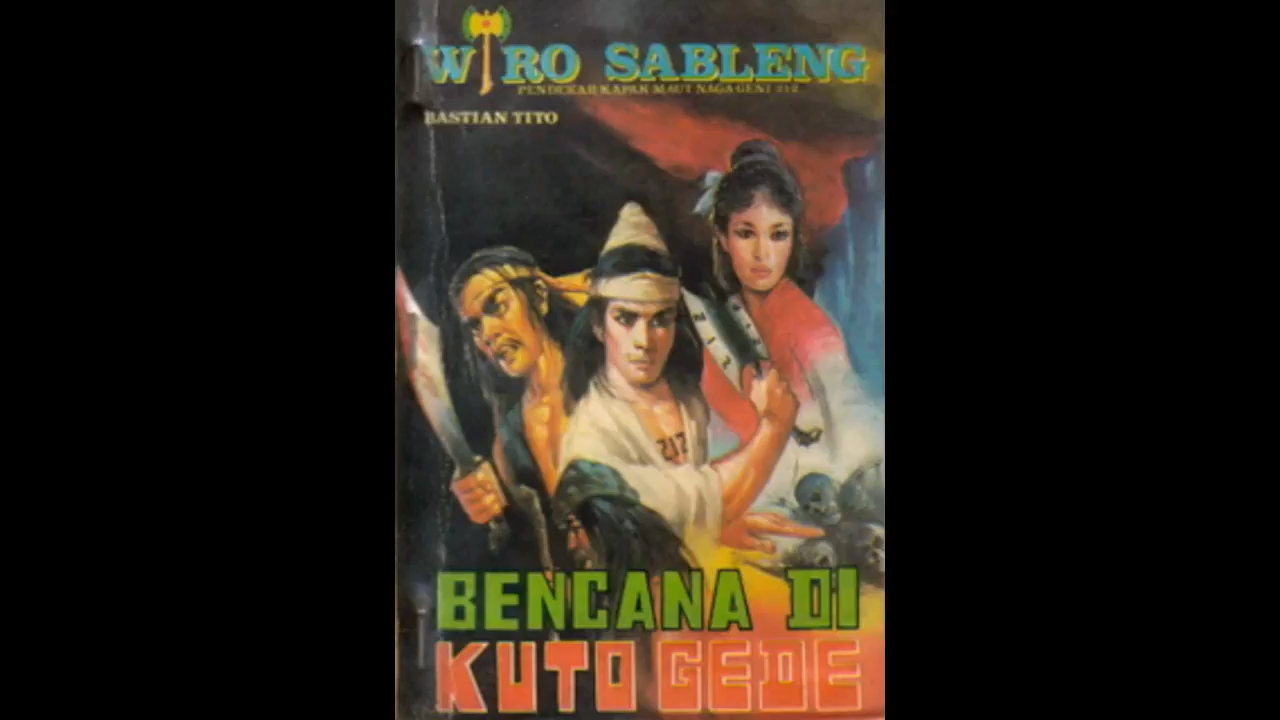 WIRO SABLENG
PENDEKAR KAPAK MAUT NAGA GENI 212
BASTIAN TITO
212
BENCANA DI
KUTO GEDE